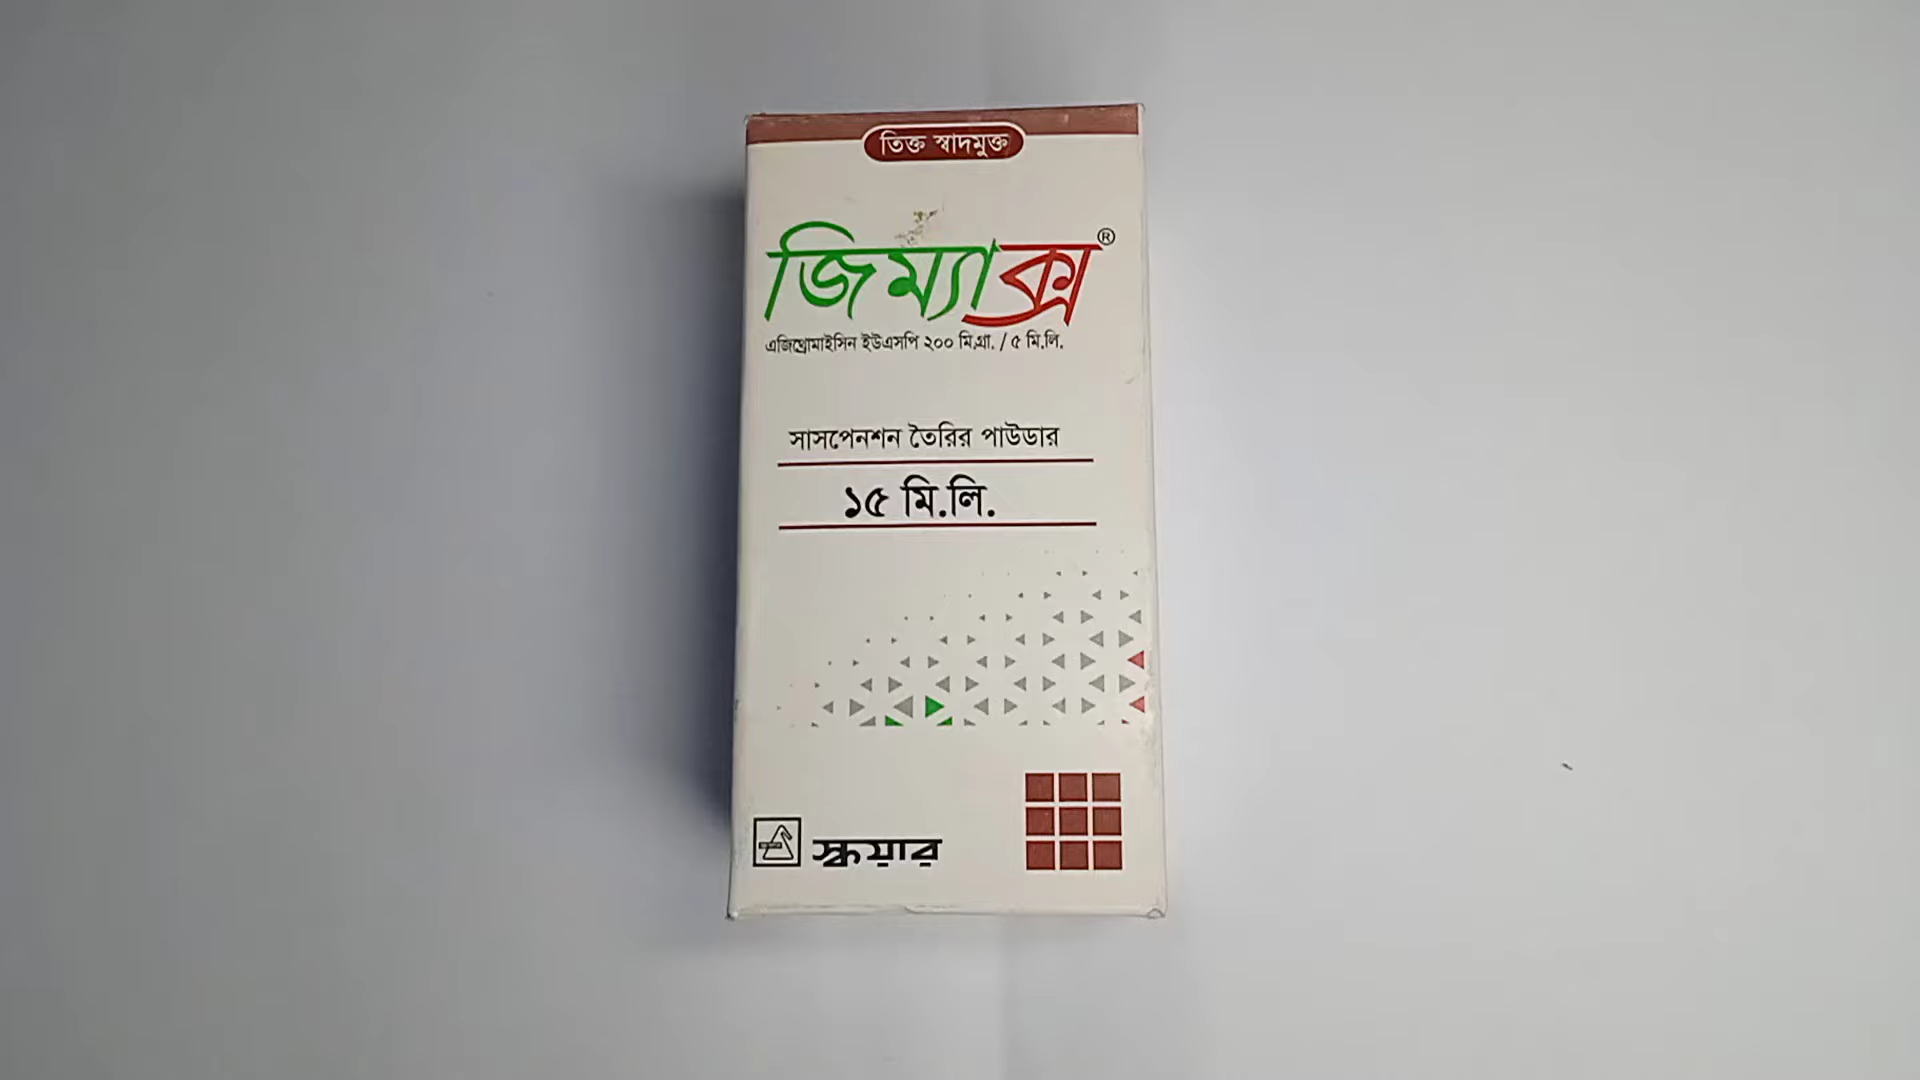 তিক্ত স্বাদমুক্ত
জিম্যাক্স®
এজিথ্রোমাইসিন ইউএসপি ২০০ মি.গ্রা. / ৫ মি.লি.
সাসপেনশন তৈরির পাউডার
১৫ মি.লি.
স্কয়ার